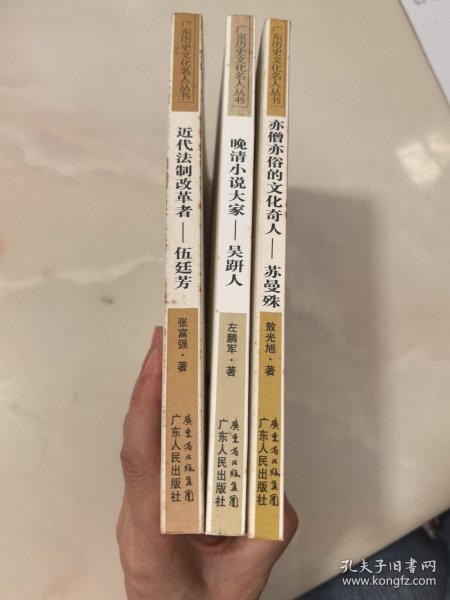 广东历史文化名人丛书
近代法制改革者——伍廷芳
张富强·著
广东省出版集团
广东人民出版社
广东历史文化名人丛书
晚清小说大家——吴趼人
左鹏军·著
广东省出版集团
广东人民出版社
广东历史文化名人丛书
亦僧亦俗的文化奇人——苏曼殊
敖光旭·著
广东省出版集团
广东人民出版社
孔夫子旧书网
www.kongfz.com